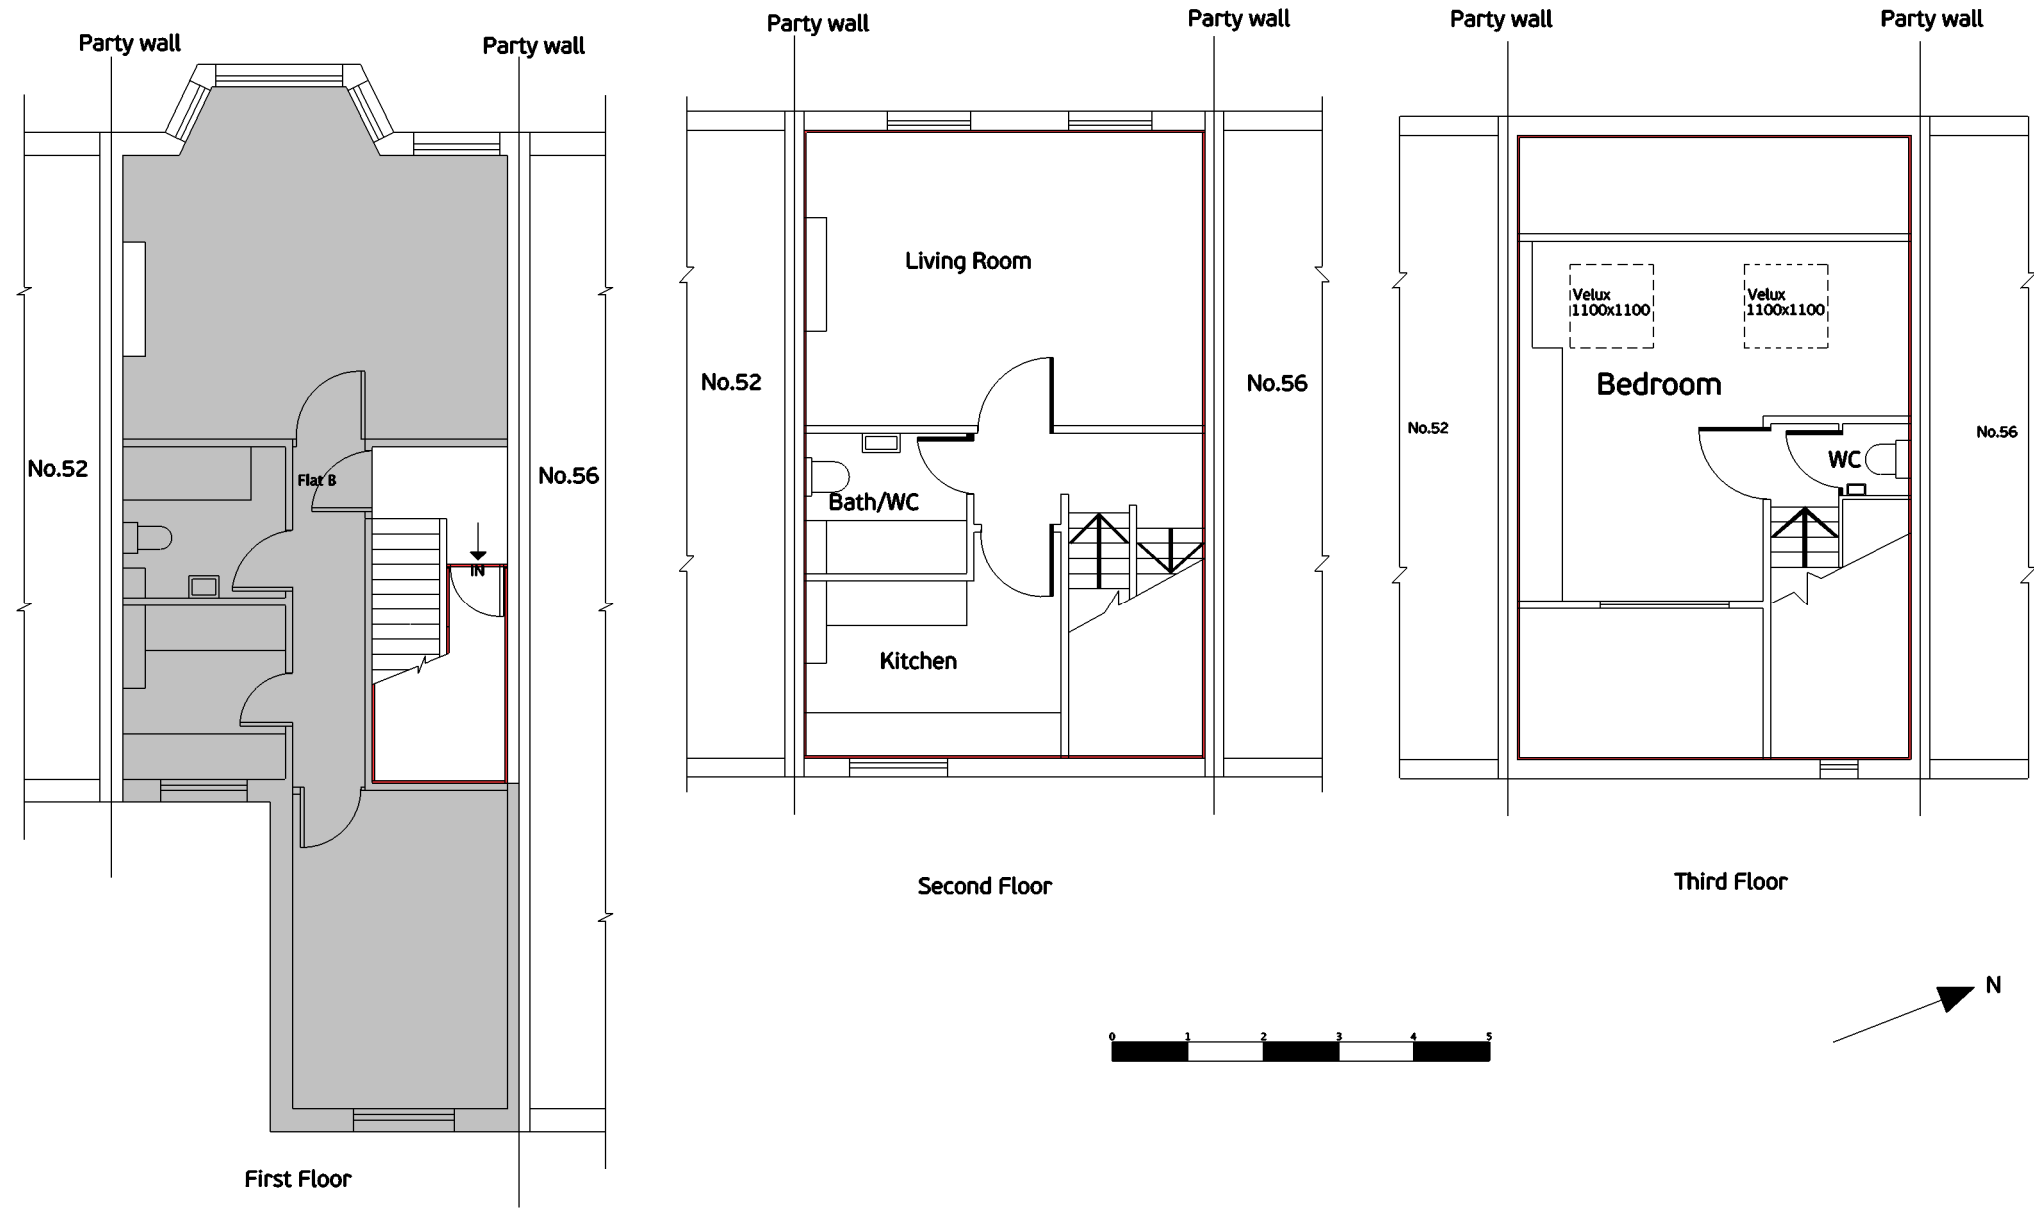 Party wall
Party wall
No.52
Flat B
No.56
IN
First Floor
Party wall
Party wall
Living Room
No.52
No.56
Bath/WC
Kitchen
Second Floor
Party wall
Party wall
Velux
1100x1100
Velux
1100x1100
Bedroom
No.52
No.56
WC
Third Floor
N
0 1 2 3 4 5